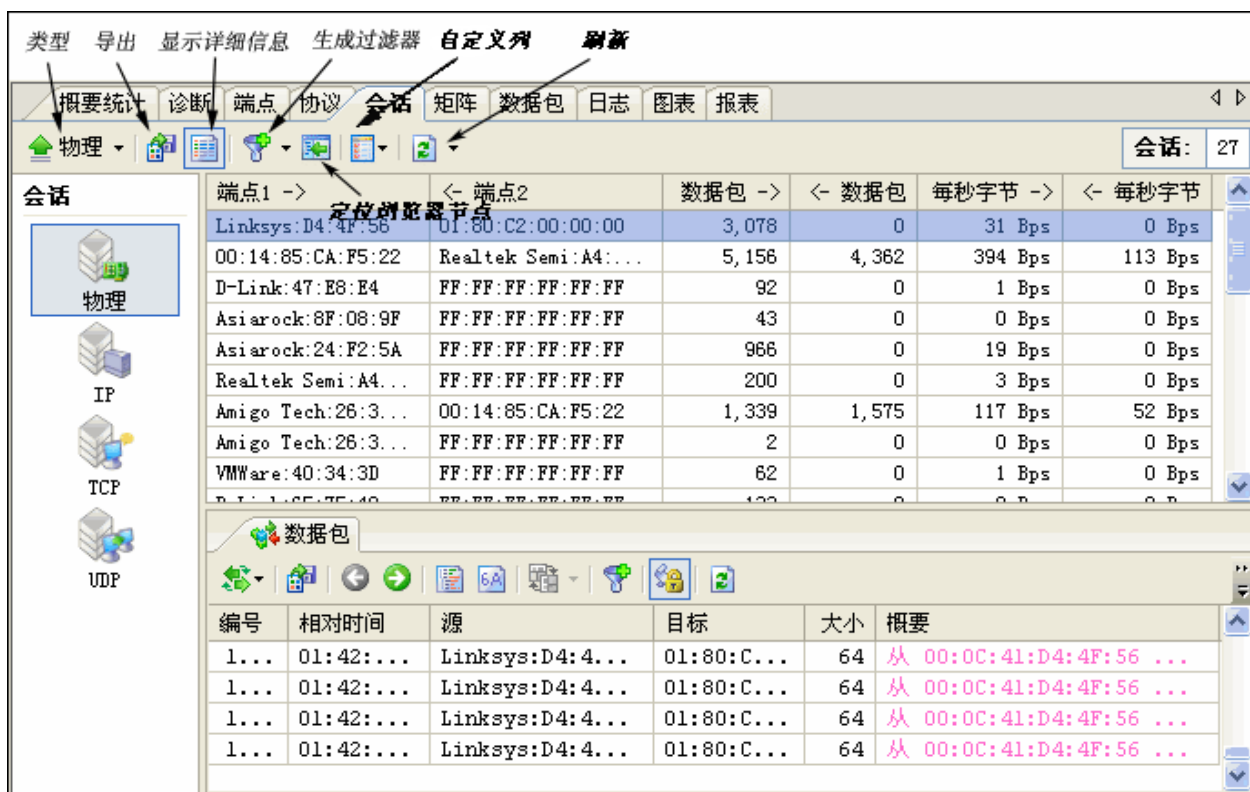 类型 导出 显示详细信息 生成过滤器 自定义列 刷新
概要统计 诊断 端点 协议 会话 矩阵 数据包 日志 图表 报表
物理 会话: 27
定位浏览器节点
会话
物理
IP
TCP
UDP
端点1 -> <- 端点2 数据包 -> <- 数据包 每秒字节 -> <- 每秒字节
Linksys:D4:4F:56 01:80:C2:00:00:00 3,078 0 31 Bps 0 Bps
00:14:85:CA:F5:22 Realtek Semi:A4:... 5,156 4,362 394 Bps 113 Bps
D-Link:47:E8:E4 FF:FF:FF:FF:FF:FF 92 0 1 Bps 0 Bps
Asiarock:8F:08:9F FF:FF:FF:FF:FF:FF 43 0 0 Bps 0 Bps
Asiarock:24:F2:5A FF:FF:FF:FF:FF:FF 966 0 19 Bps 0 Bps
Realtek Semi:A4... FF:FF:FF:FF:FF:FF 200 0 3 Bps 0 Bps
Amigo Tech:26:3... 00:14:85:CA:F5:22 1,339 1,575 117 Bps 52 Bps
Amigo Tech:26:3... FF:FF:FF:FF:FF:FF 2 0 0 Bps 0 Bps
VMWare:40:34:3D FF:FF:FF:FF:FF:FF 62 0 1 Bps 0 Bps
数据包
6A
编号 相对时间 源 目标 大小 概要
1... 01:42:... Linksys:D4:4... 01:80:C... 64 从 00:0C:41:D4:4F:56 ...
1... 01:42:... Linksys:D4:4... 01:80:C... 64 从 00:0C:41:D4:4F:56 ...
1... 01:42:... Linksys:D4:4... 01:80:C... 64 从 00:0C:41:D4:4F:56 ...
1... 01:42:... Linksys:D4:4... 01:80:C... 64 从 00:0C:41:D4:4F:56 ...